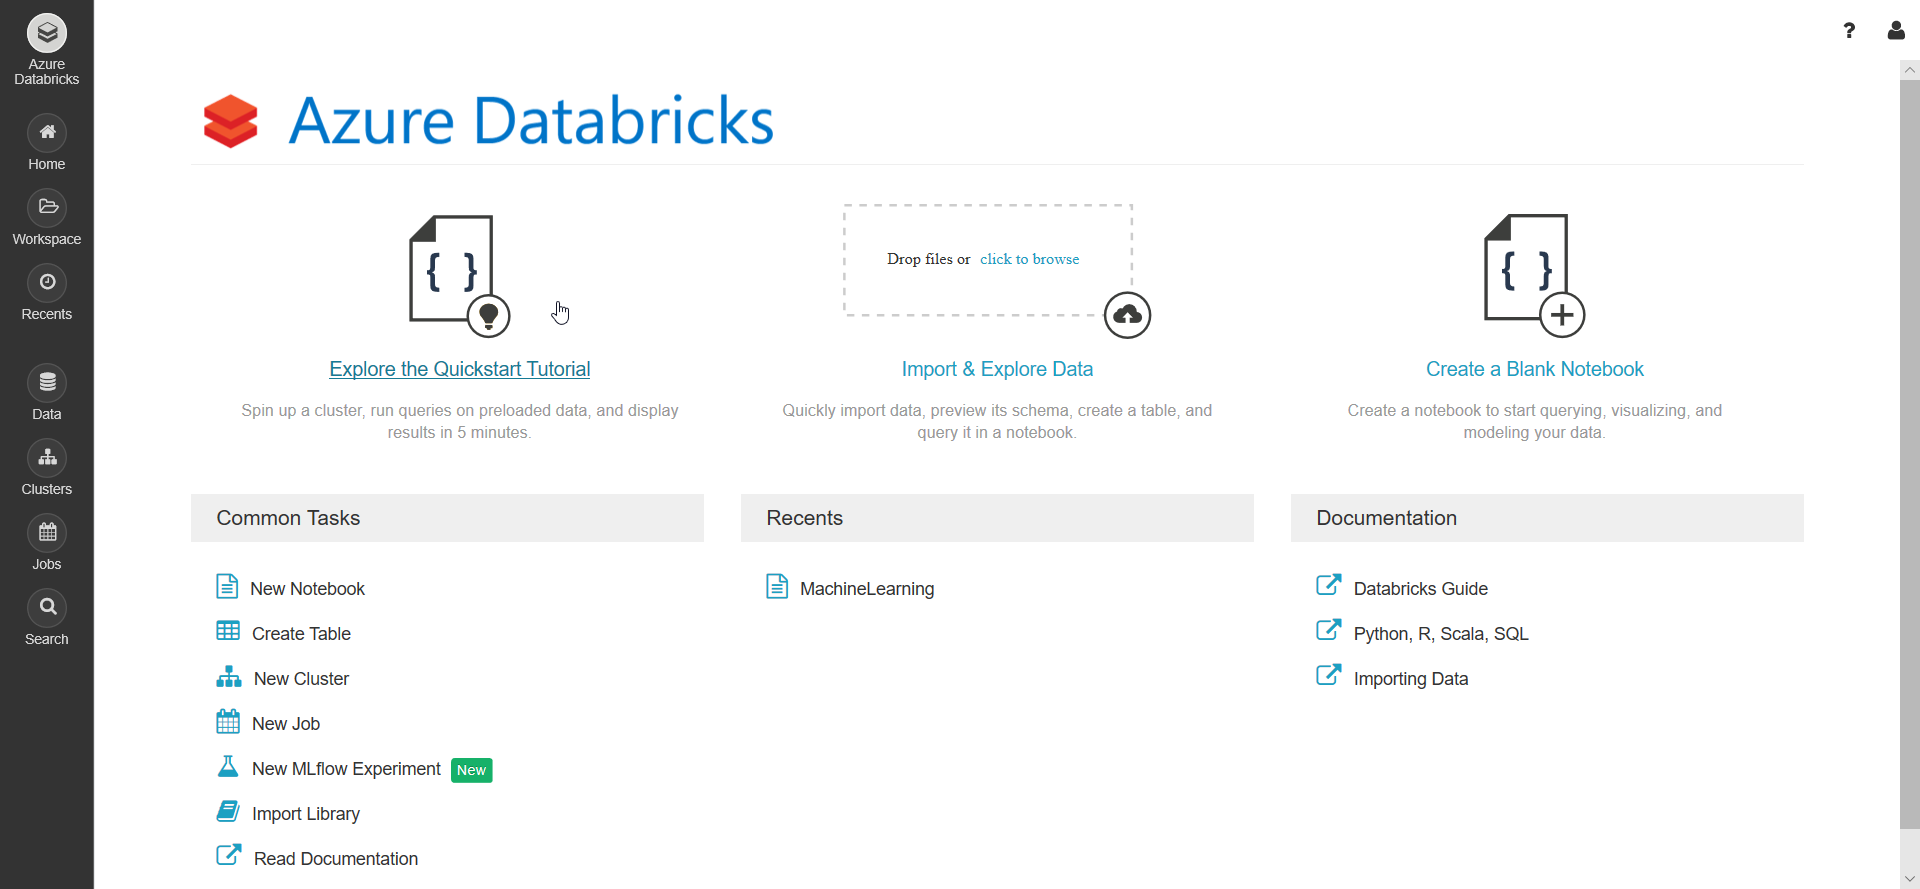 Azure
Databricks
Home
Workspace
Recents
Data
Clusters
Jobs
Search
?
Azure Databricks
{ }
Explore the Quickstart Tutorial
Spin up a cluster, run queries on preloaded data, and display
results in 5 minutes.
Drop files or click to browse
Import & Explore Data
Quickly import data, preview its schema, create a table, and
query it in a notebook.
{ }
Create a Blank Notebook
Create a notebook to start querying, visualizing, and
modeling your data.
Common Tasks
New Notebook
Create Table
New Cluster
New Job
New MLflow Experiment New
Import Library
Read Documentation
Recents
MachineLearning
Documentation
Databricks Guide
Python, R, Scala, SQL
Importing Data